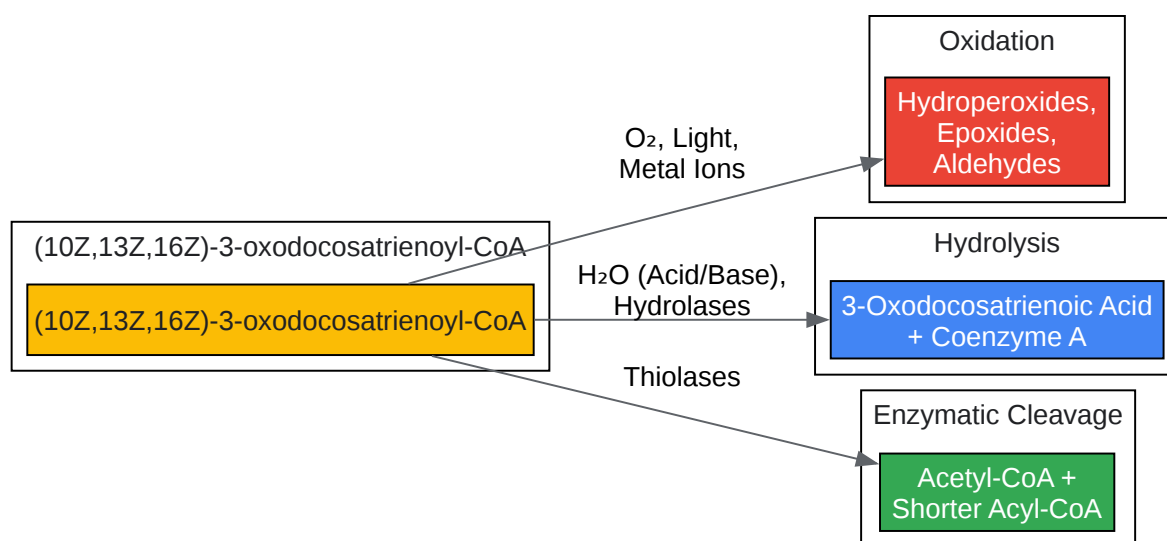 Oxidation
Hydroperoxides,
Epoxides,
Aldehydes
O₂, Light,
Metal Ions
(10Z,13Z,16Z)-3-oxodocosatrienoyl-CoA
(10Z,13Z,16Z)-3-oxodocosatrienoyl-CoA
H₂O (Acid/Base),
Hydrolases
Hydrolysis
3-Oxodocosatrienoic Acid
+ Coenzyme A
Thiolases
Enzymatic Cleavage
Acetyl-CoA +
Shorter Acyl-CoA